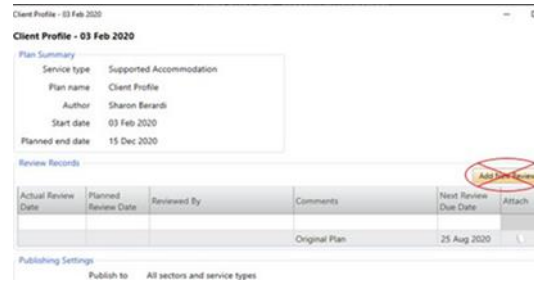 Client Profile - 03 Feb 2020
Client Profile - 03 Feb 2020
Plan Summary
Service type Supported Accommodation
Plan name Client Profile
Author Sharon Berardi
Start date 03 Feb 2020
Planned end date 15 Dec 2020
Review Records
Add New Review
Actual Review Date Planned Review Date Reviewed By Comments Next Review Due Date Attach
Original Plan 25 Aug 2020
Publishing Settings
Publish to All sectors and service types